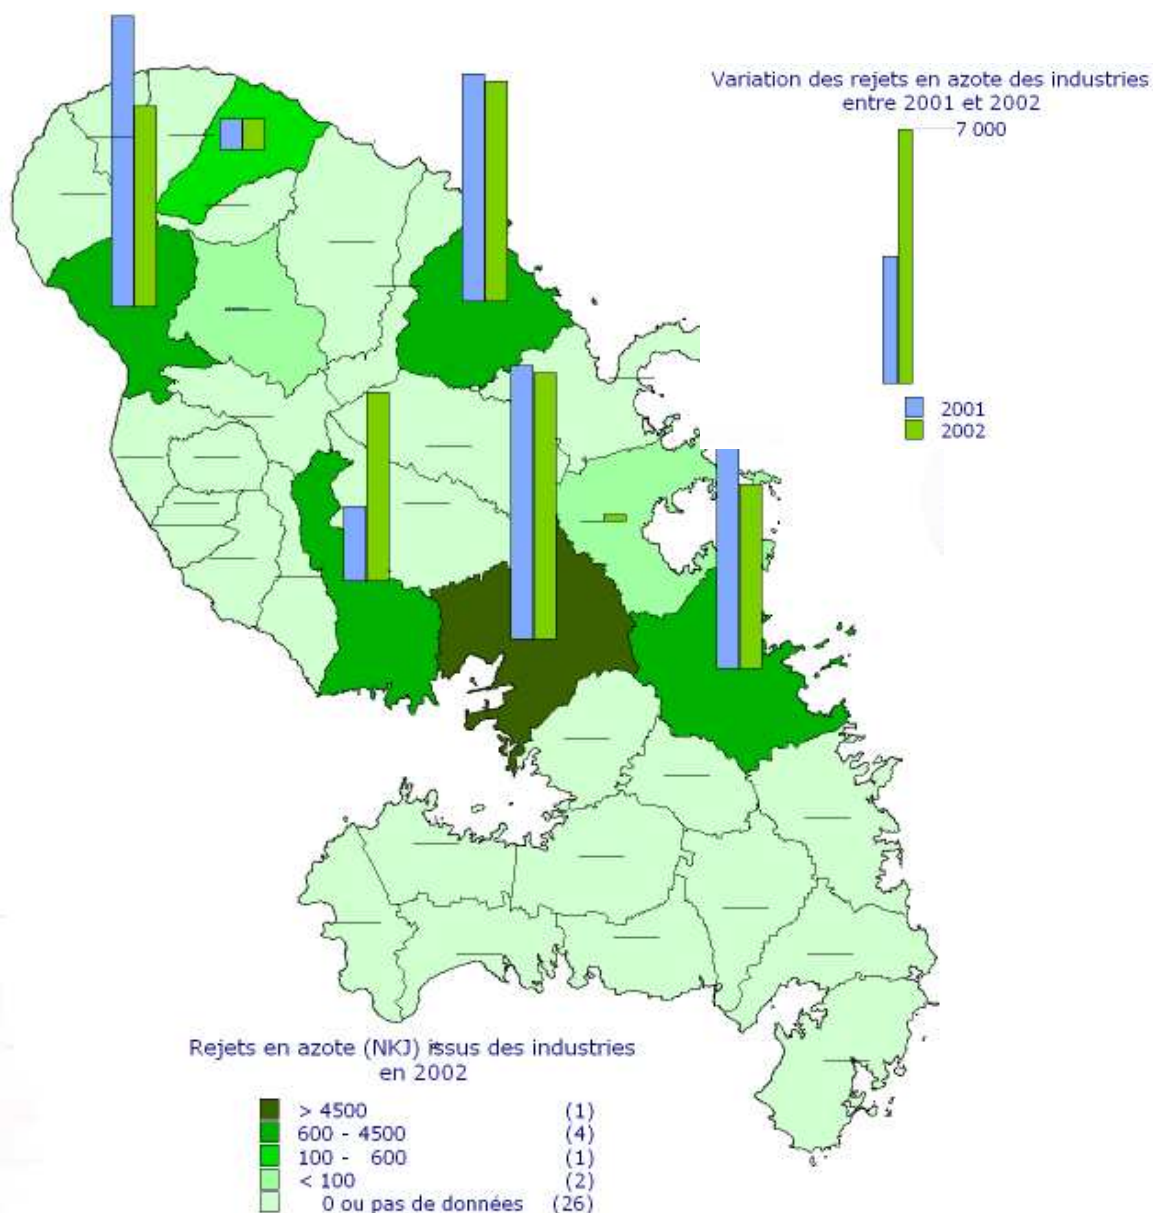 Variation des rejets en azote des industries
entre 2001 et 2002
7 000
2001
2002
Rejets en azote (NKJ) issus des industries
en 2002
> 4500 (1)
600 - 4500 (4)
100 - 600 (1)
< 100 (2)
0 ou pas de données (26)